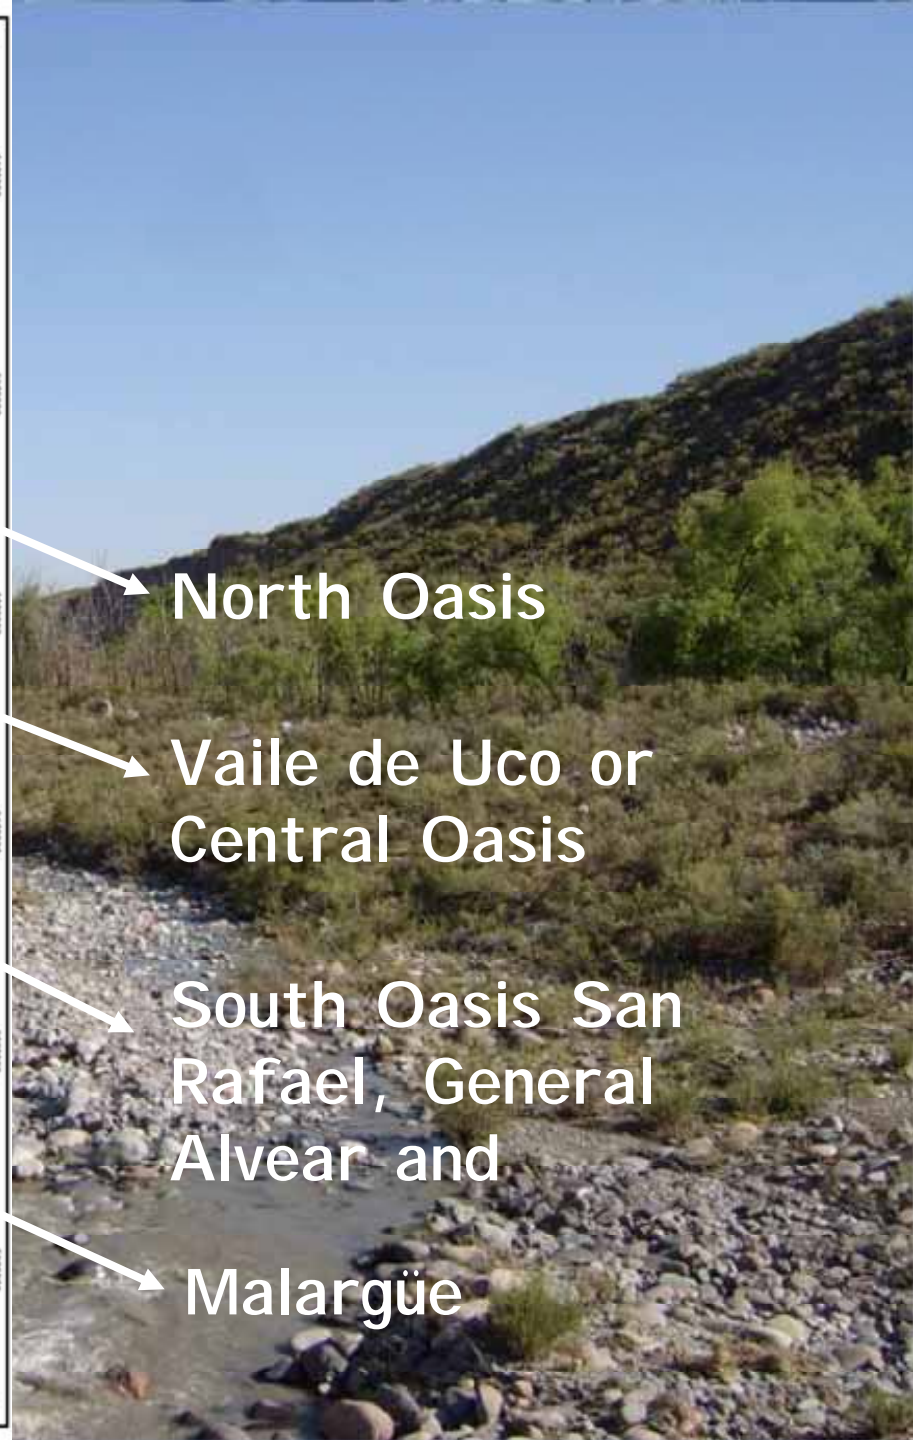 North Oasis
Vaile de Uco or
Central Oasis
South Oasis San
Rafael, General
Alvear and
Malargüe